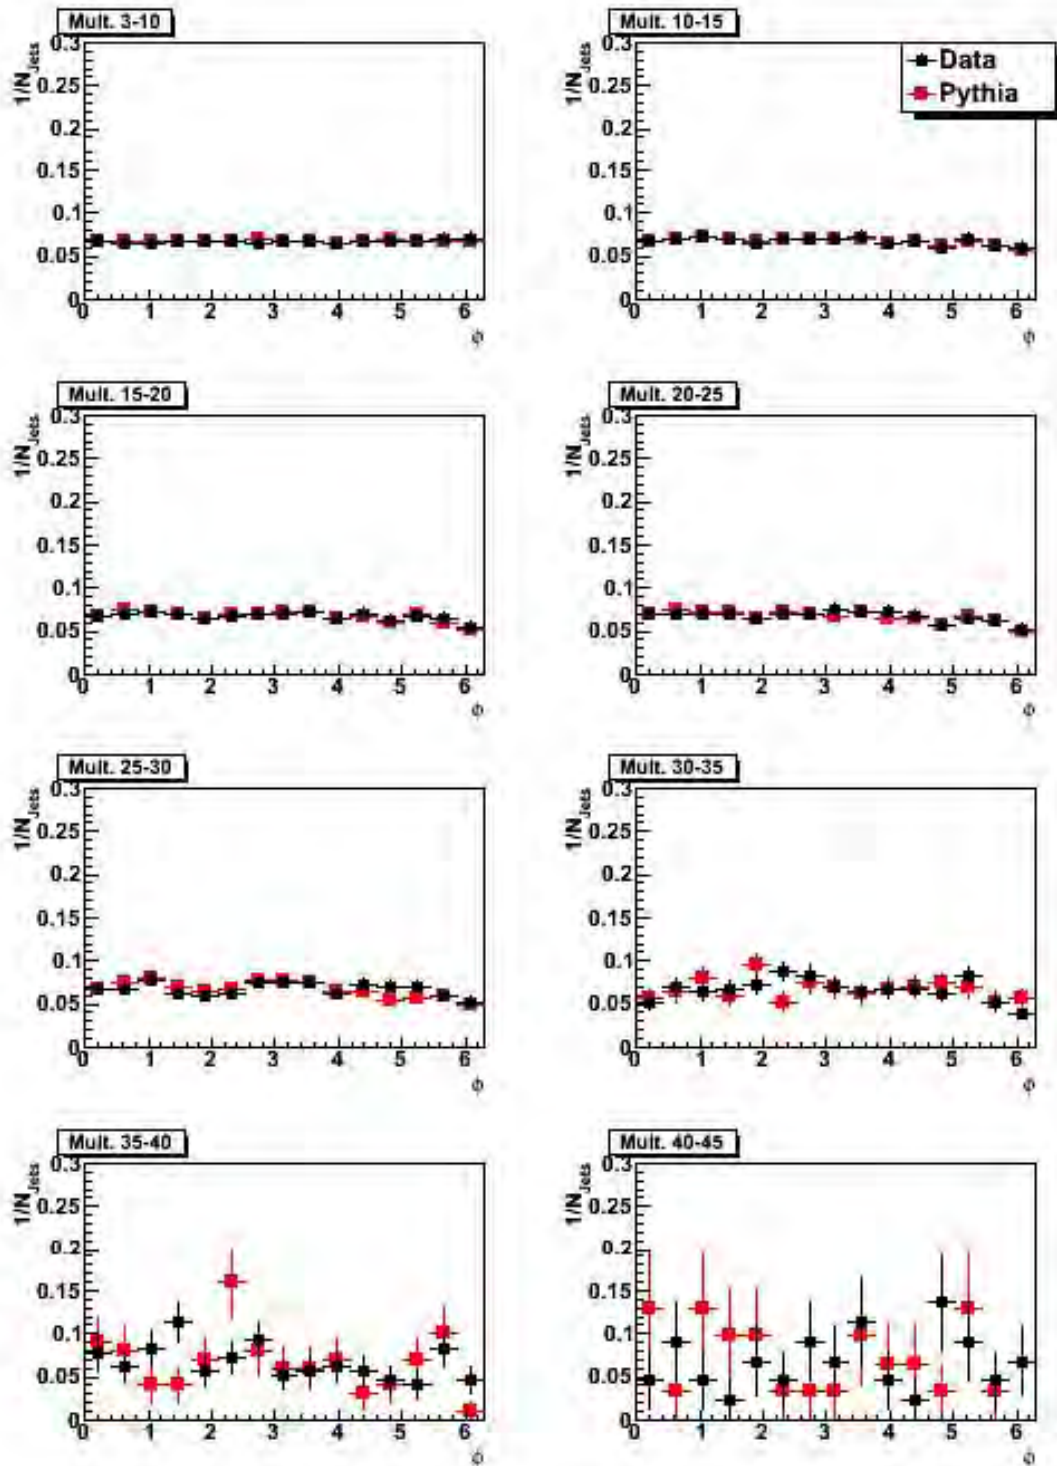 Mult. 3-10
1/N_Jets
0.3
0.25
0.2
0.15
0.1
0.05
0
0 1 2 3 4 5 6
ϕ
Mult. 10-15
1/N_Jets
0.3
0.25
0.2
0.15
0.1
0.05
0
0 1 2 3 4 5 6
ϕ
Data
Pythia
Mult. 15-20
1/N_Jets
0.3
0.25
0.2
0.15
0.1
0.05
0
0 1 2 3 4 5 6
ϕ
Mult. 20-25
1/N_Jets
0.3
0.25
0.2
0.15
0.1
0.05
0
0 1 2 3 4 5 6
ϕ
Mult. 25-30
1/N_Jets
0.3
0.25
0.2
0.15
0.1
0.05
0
0 1 2 3 4 5 6
ϕ
Mult. 30-35
1/N_Jets
0.3
0.25
0.2
0.15
0.1
0.05
0
0 1 2 3 4 5 6
ϕ
Mult. 35-40
1/N_Jets
0.3
0.25
0.2
0.15
0.1
0.05
0
0 1 2 3 4 5 6
ϕ
Mult. 40-45
1/N_Jets
0.3
0.25
0.2
0.15
0.1
0.05
0
0 1 2 3 4 5 6
ϕ